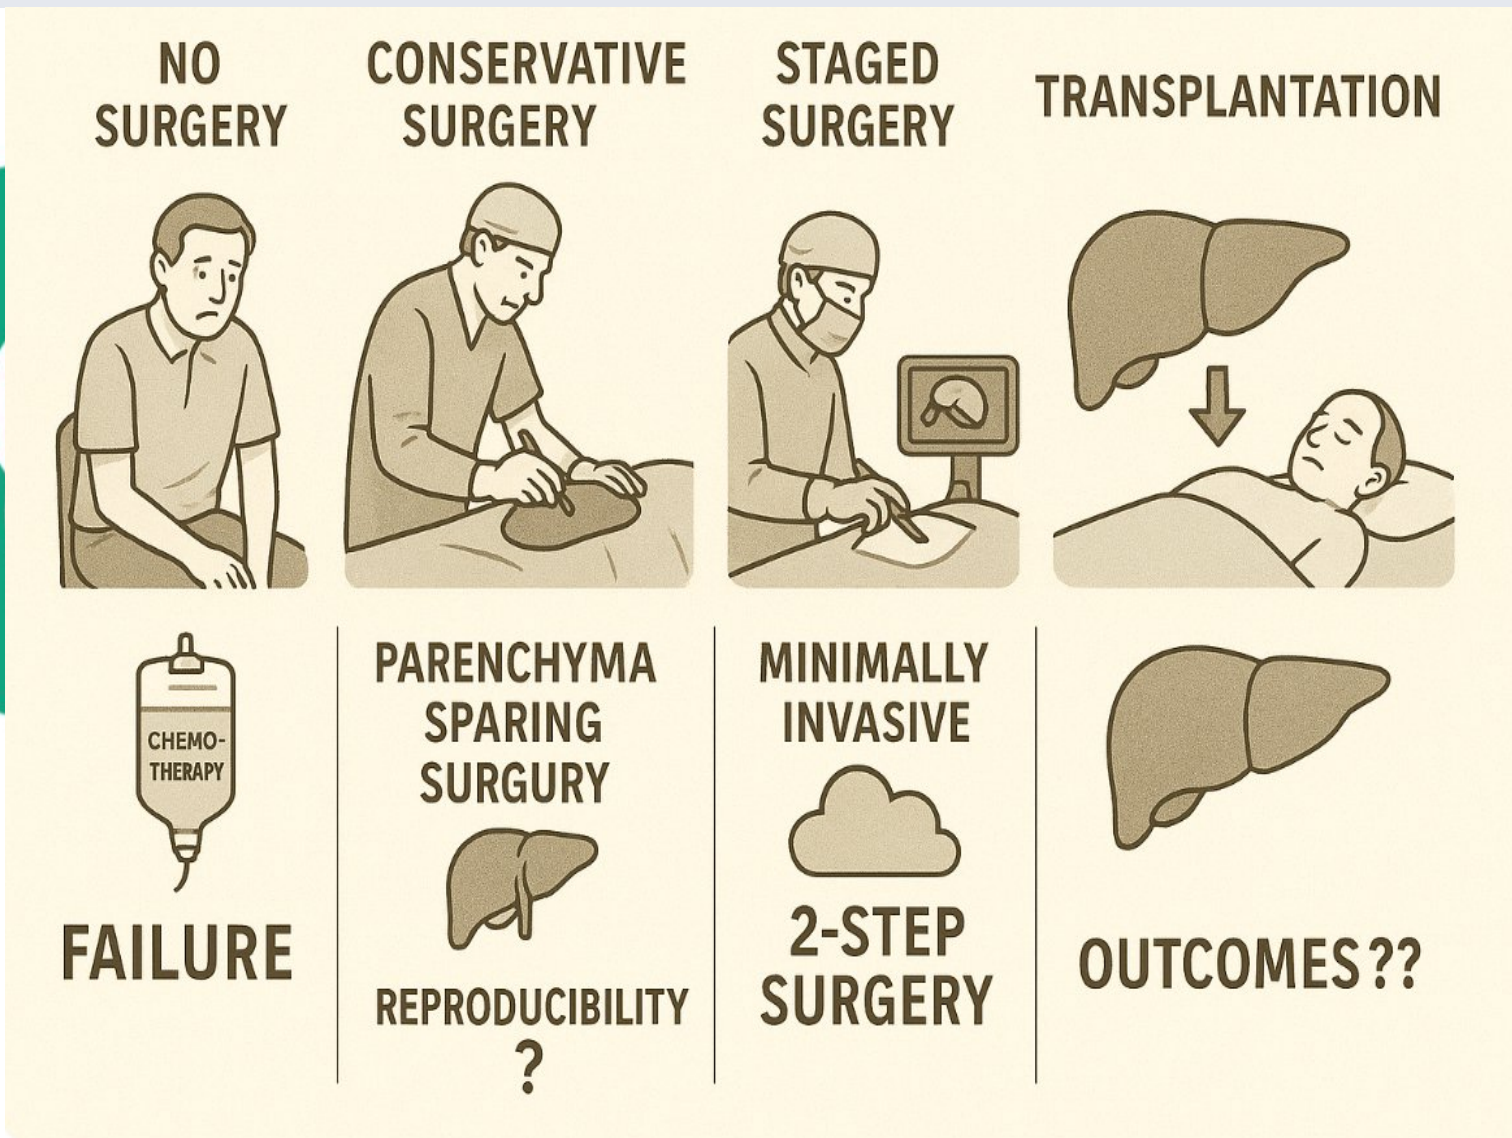 NO
SURGERY
CONSERVATIVE
SURGERY
STAGED
SURGERY
TRANSPLANTATION
CHEMO-
THERAPY
FAILURE
PARENCHYMA
SPARING
SURGURY
REPRODUCIBILITY
?
MINIMALLY
INVASIVE
2-STEP
SURGERY
OUTCOMES??